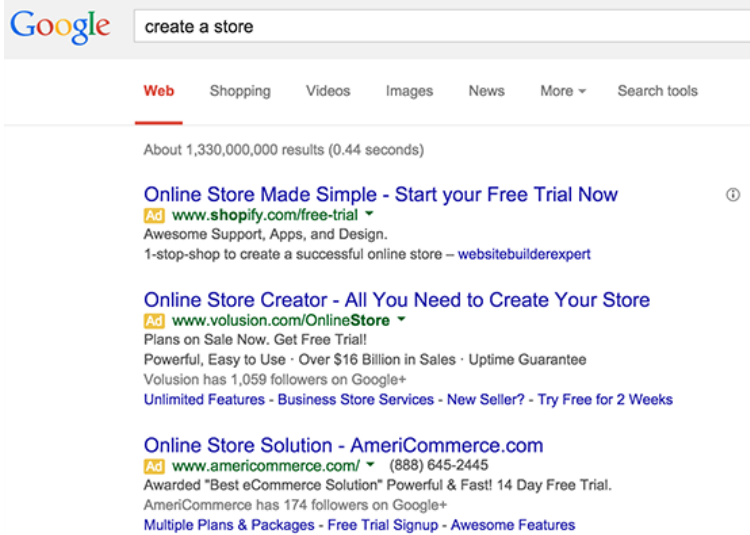 Google create a store
Web Shopping Videos Images News More Search tools
About 1,330,000,000 results (0.44 seconds)
Online Store Made Simple - Start your Free Trial Now
Ad www.shopify.com/free-trial
Awesome Support, Apps, and Design.
1-stop-shop to create a successful online store – websitebuilderexpert
Online Store Creator - All You Need to Create Your Store
Ad www.volusion.com/OnlineStore
Plans on Sale Now. Get Free Trial!
Powerful, Easy to Use · Over $16 Billion in Sales · Uptime Guarantee
Volusion has 1,059 followers on Google+
Unlimited Features - Business Store Services - New Seller? - Try Free for 2 Weeks
Online Store Solution - AmeriCommerce.com
Ad www.americommerce.com/ (888) 645-2445
Awarded "Best eCommerce Solution" Powerful & Fast! 14 Day Free Trial.
AmeriCommerce has 174 followers on Google+
Multiple Plans & Packages - Free Trial Signup - Awesome Features